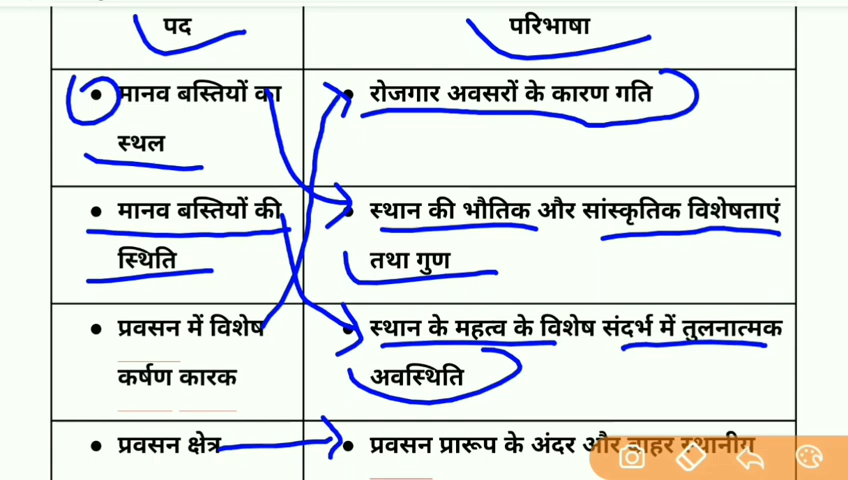 पद
परिभाषा
• मानव बस्तियों का
स्थल
• रोजगार अवसरों के कारण गति
• मानव बस्तियों की
स्थिति
• स्थान की भौतिक और सांस्कृतिक विशेषताएं
तथा गुण
• प्रवसन में विशेष
कर्षण कारक
• स्थान के महत्व के विशेष संदर्भ में तुलनात्मक
अवस्थिति
• प्रवसन क्षेत्र
• प्रवसन प्रारूप के अंदर और बाहर स्थानीय